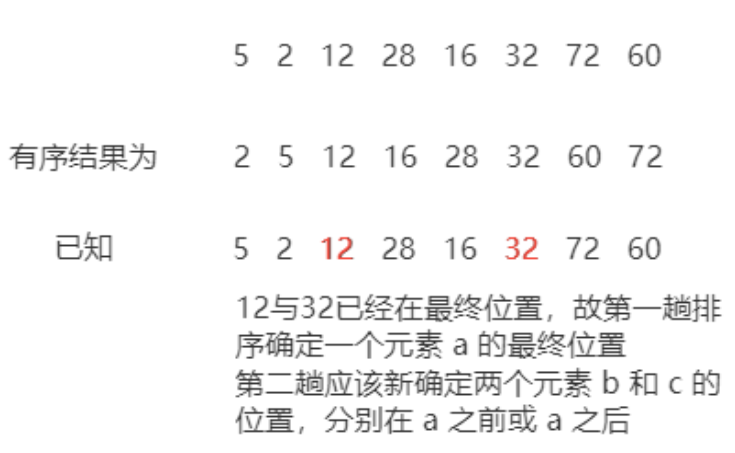 5 2 12 28 16 32 72 60
有序结果为 2 5 12 16 28 32 60 72
已知 5 2 12 28 16 32 72 60
12与32已经在最终位置，故第一趟排
序确定一个元素 a 的最终位置
第二趟应该新确定两个元素 b 和 c 的
位置，分别在 a 之前或 a 之后